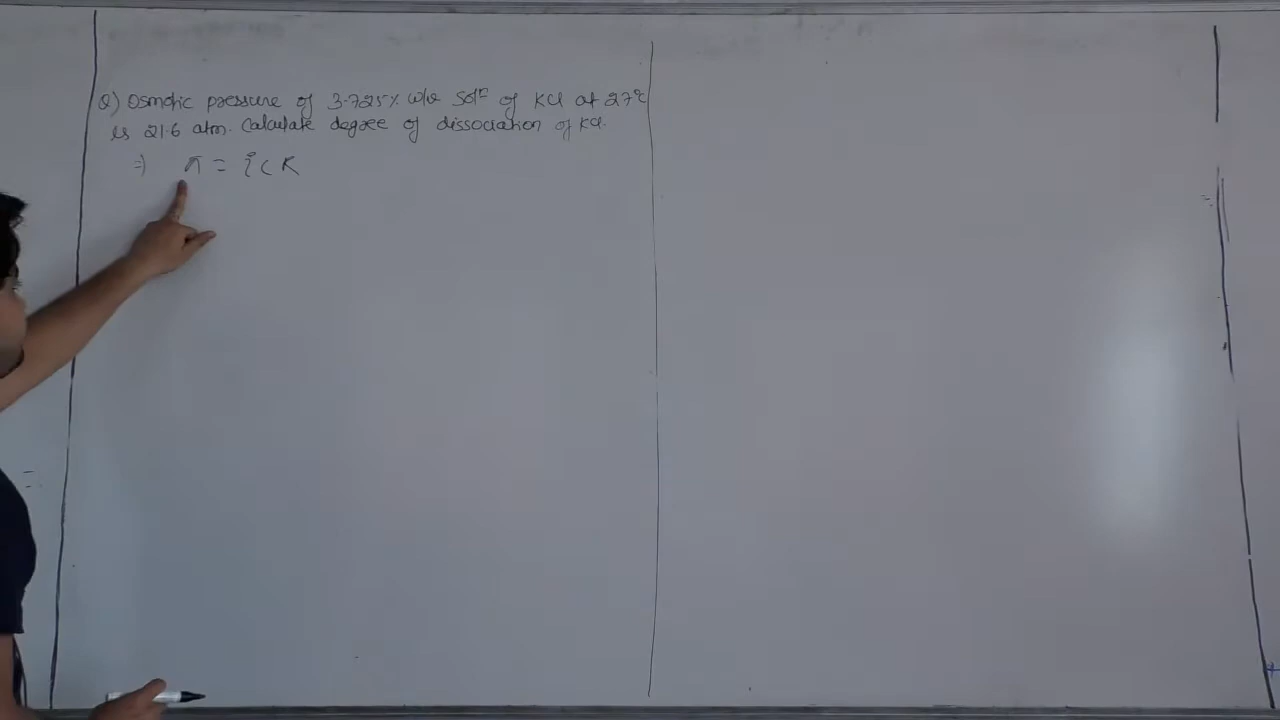 Q) Osmotic pressure of 3.725% w/v solⁿ of KCl at 27°C
is 21.6 atm. Calculate degree of dissociation of KCl.
⇒ π = i C R